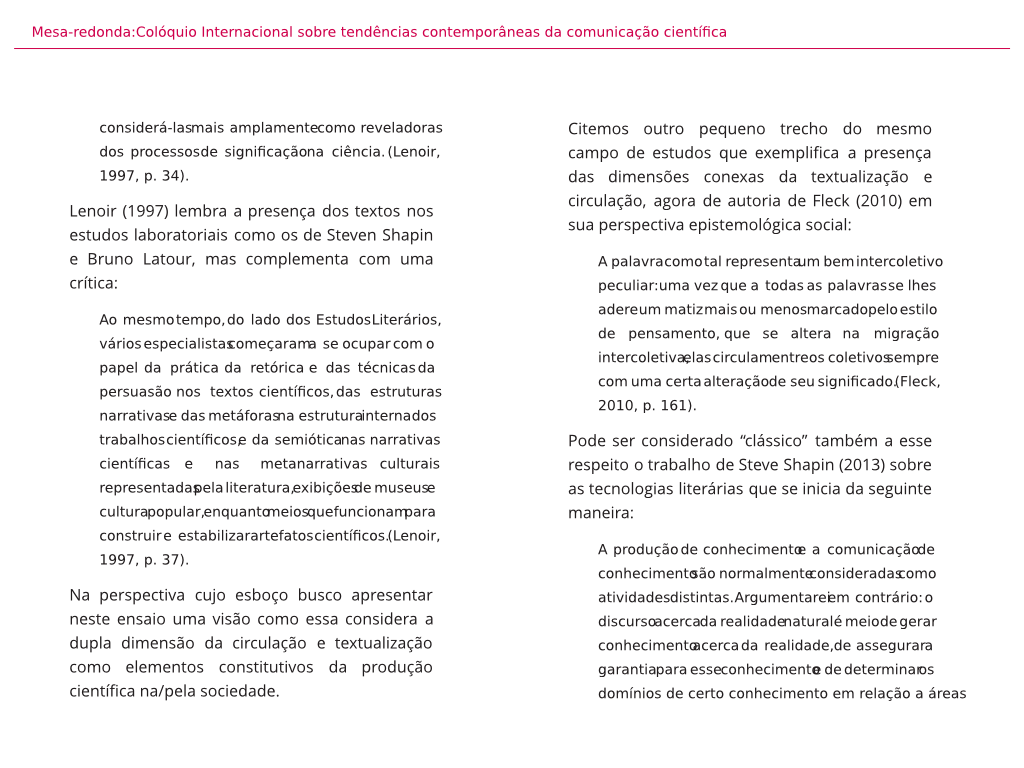 Mesa-redonda:Colóquio Internacional sobre tendências contemporâneas da comunicação científica
considerá-las mais amplamente como reveladoras
dos processos de significação na ciência. (Lenoir,
1997, p. 34).
Lenoir (1997) lembra a presença dos textos nos
estudos laboratoriais como os de Steven Shapin
e Bruno Latour, mas complementa com uma
crítica:
Ao mesmo tempo, do lado dos Estudos Literários,
vários especialistas começaram a se ocupar com o
papel da prática da retórica e das técnicas da
persuasão nos textos científicos, das estruturas
narrativas e das metáforas na estrutura interna dos
trabalhos científicos, e da semiótica nas narrativas
científicas e nas metanarrativas culturais
representadas pela literatura, exibições de museus e
cultura popular, enquanto meios que funcionam para
construir e estabilizar artefatos científicos. (Lenoir,
1997, p. 37).
Na perspectiva cujo esboço busco apresentar
neste ensaio uma visão como essa considera a
dupla dimensão da circulação e textualização
como elementos constitutivos da produção
científica na/pela sociedade.
Citemos outro pequeno trecho do mesmo
campo de estudos que exemplifica a presença
das dimensões conexas da textualização e
circulação, agora de autoria de Fleck (2010) em
sua perspectiva epistemológica social:
A palavra como tal representa um bem intercoletivo
peculiar: uma vez que a todas as palavras se lhes
adere um matiz mais ou menos marcado pelo estilo
de pensamento, que se altera na migração
intercoletiva, elas circulam entre os coletivos sempre
com uma certa alteração de seu significado. (Fleck,
2010, p. 161).
Pode ser considerado “clássico” também a esse
respeito o trabalho de Steve Shapin (2013) sobre
as tecnologias literárias que se inicia da seguinte
maneira:
A produção de conhecimento e a comunicação de
conhecimento são normalmente consideradas como
atividades distintas. Argumentarei em contrário: o
discurso acerca da realidade natural é meio de gerar
conhecimento acerca da realidade, de assegurar a
garantia para esse conhecimento e de determinar os
domínios de certo conhecimento em relação a áreas